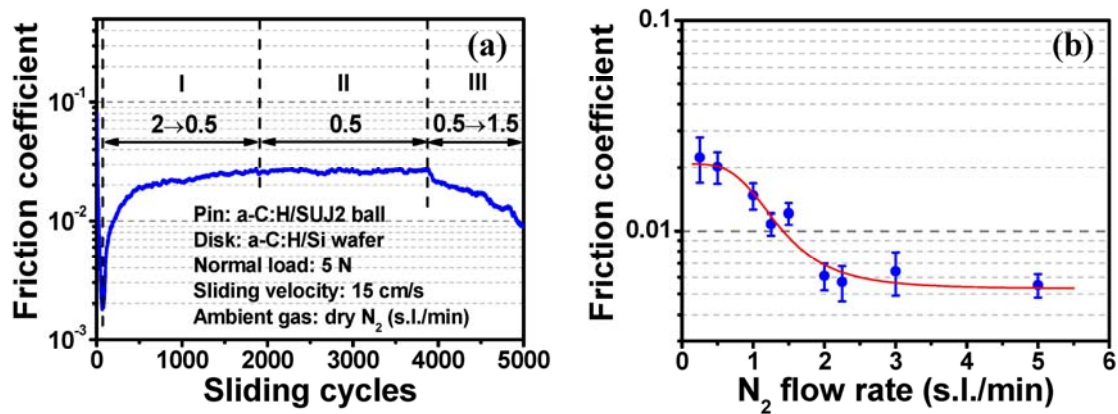 (a)
Friction coefficient
10⁻¹
10⁻²
10⁻³
I
II
III
2→0.5
0.5
0.5→1.5
Pin: a-C:H/SUJ2 ball
Disk: a-C:H/Si wafer
Normal load: 5 N
Sliding velocity: 15 cm/s
Ambient gas: dry N₂ (s.l./min)
0 1000 2000 3000 4000 5000
Sliding cycles
(b)
Friction coefficient
0.1
0.01
0 1 2 3 4 5 6
N₂ flow rate (s.l./min)